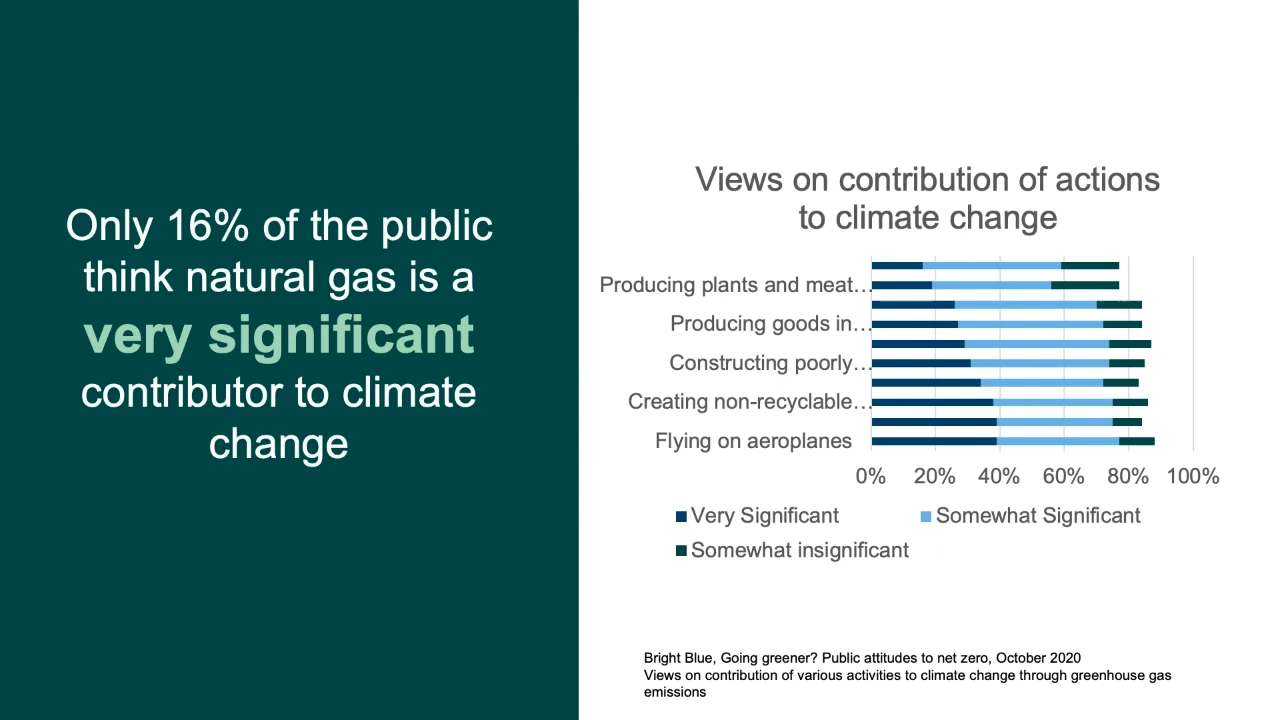 Only 16% of the public
think natural gas is a
very significant
contributor to climate
change
Views on contribution of actions
to climate change
Producing plants and meat…
Producing goods in…
Constructing poorly…
Creating non-recyclable…
Flying on aeroplanes
0% 20% 40% 60% 80% 100%
Very Significant
Somewhat Significant
Somewhat insignificant
Bright Blue, Going greener? Public attitudes to net zero, October 2020
Views on contribution of various activities to climate change through greenhouse gas
emissions